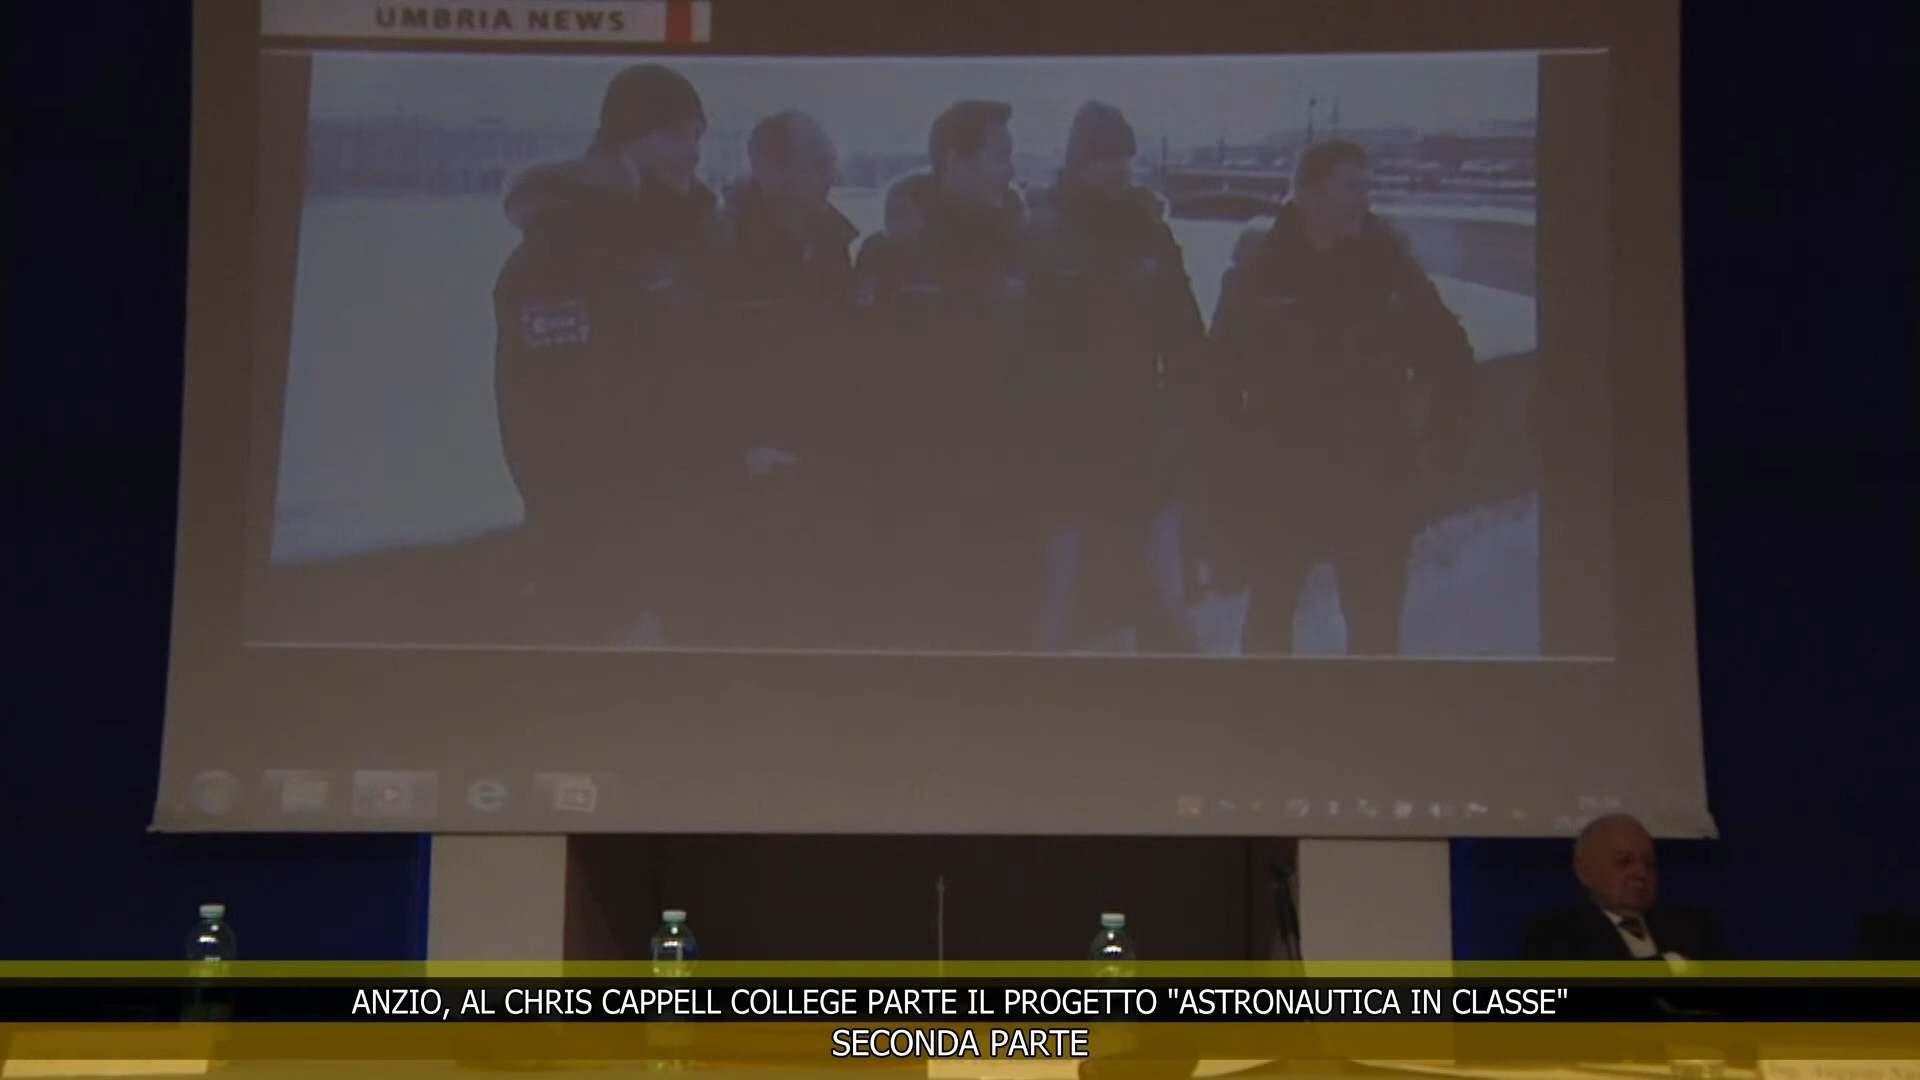 UMBRIA NEWS
ANZIO, AL CHRIS CAPPELL COLLEGE PARTE IL PROGETTO "ASTRONAUTICA IN CLASSE"
SECONDA PARTE